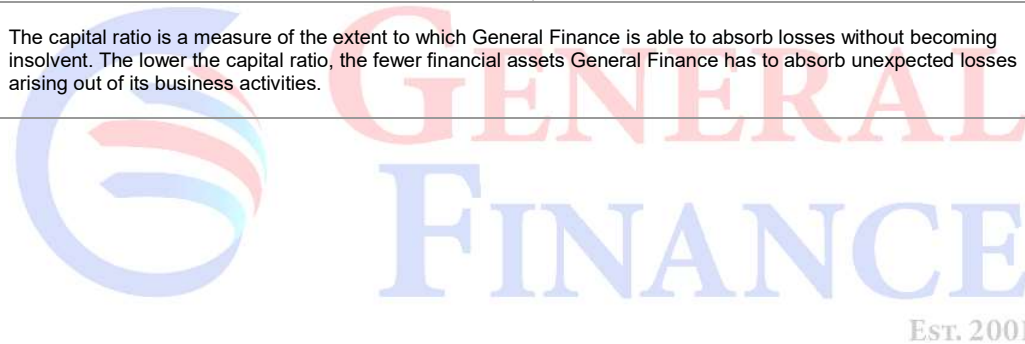 The capital ratio is a measure of the extent to which General Finance is able to absorb losses without becoming
insolvent. The lower the capital ratio, the fewer financial assets General Finance has to absorb unexpected losses
arising out of its business activities.
GENERAL
FINANCE
EST. 2001